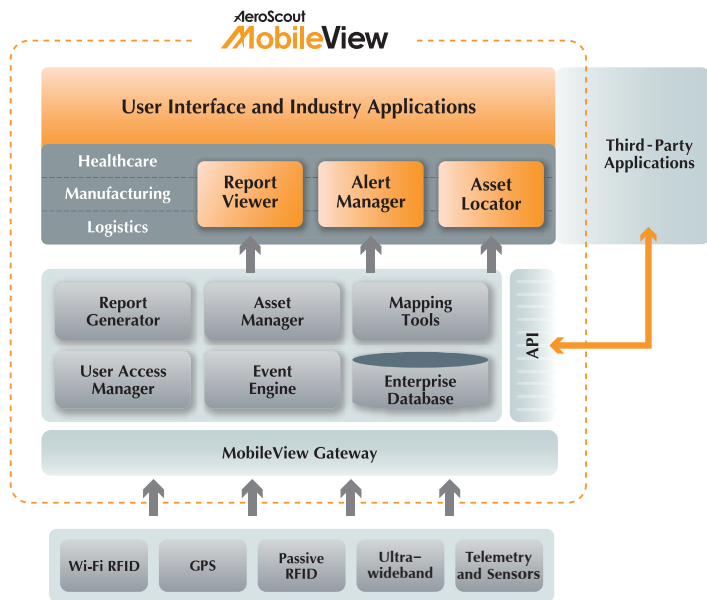 AeroScout
MobileView
User Interface and Industry Applications
Healthcare
Manufacturing
Logistics
Report
Viewer
Alert
Manager
Asset
Locator
Third-Party
Applications
Report
Generator
Asset
Manager
Mapping
Tools
User Access
Manager
Event
Engine
Enterprise
Database
API
MobileView Gateway
Wi-Fi RFID
GPS
Passive
RFID
Ultra–
wideband
Telemetry
and Sensors